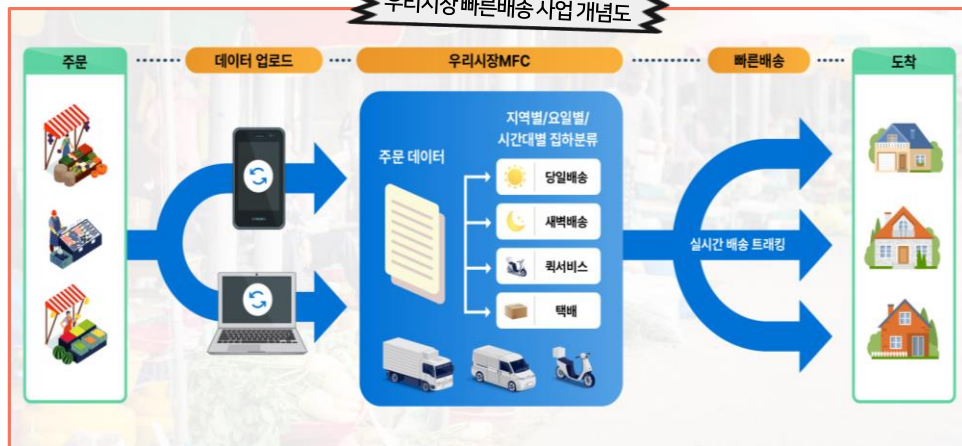 우리시장 빠른배송 사업 개념도
주문
데이터 업로드
우리시장MFC
빠른배송
도착
주문 데이터
지역별/요일별/
시간대별 집하분류
당일배송
새벽배송
퀵서비스
택배
실시간 배송 트래킹